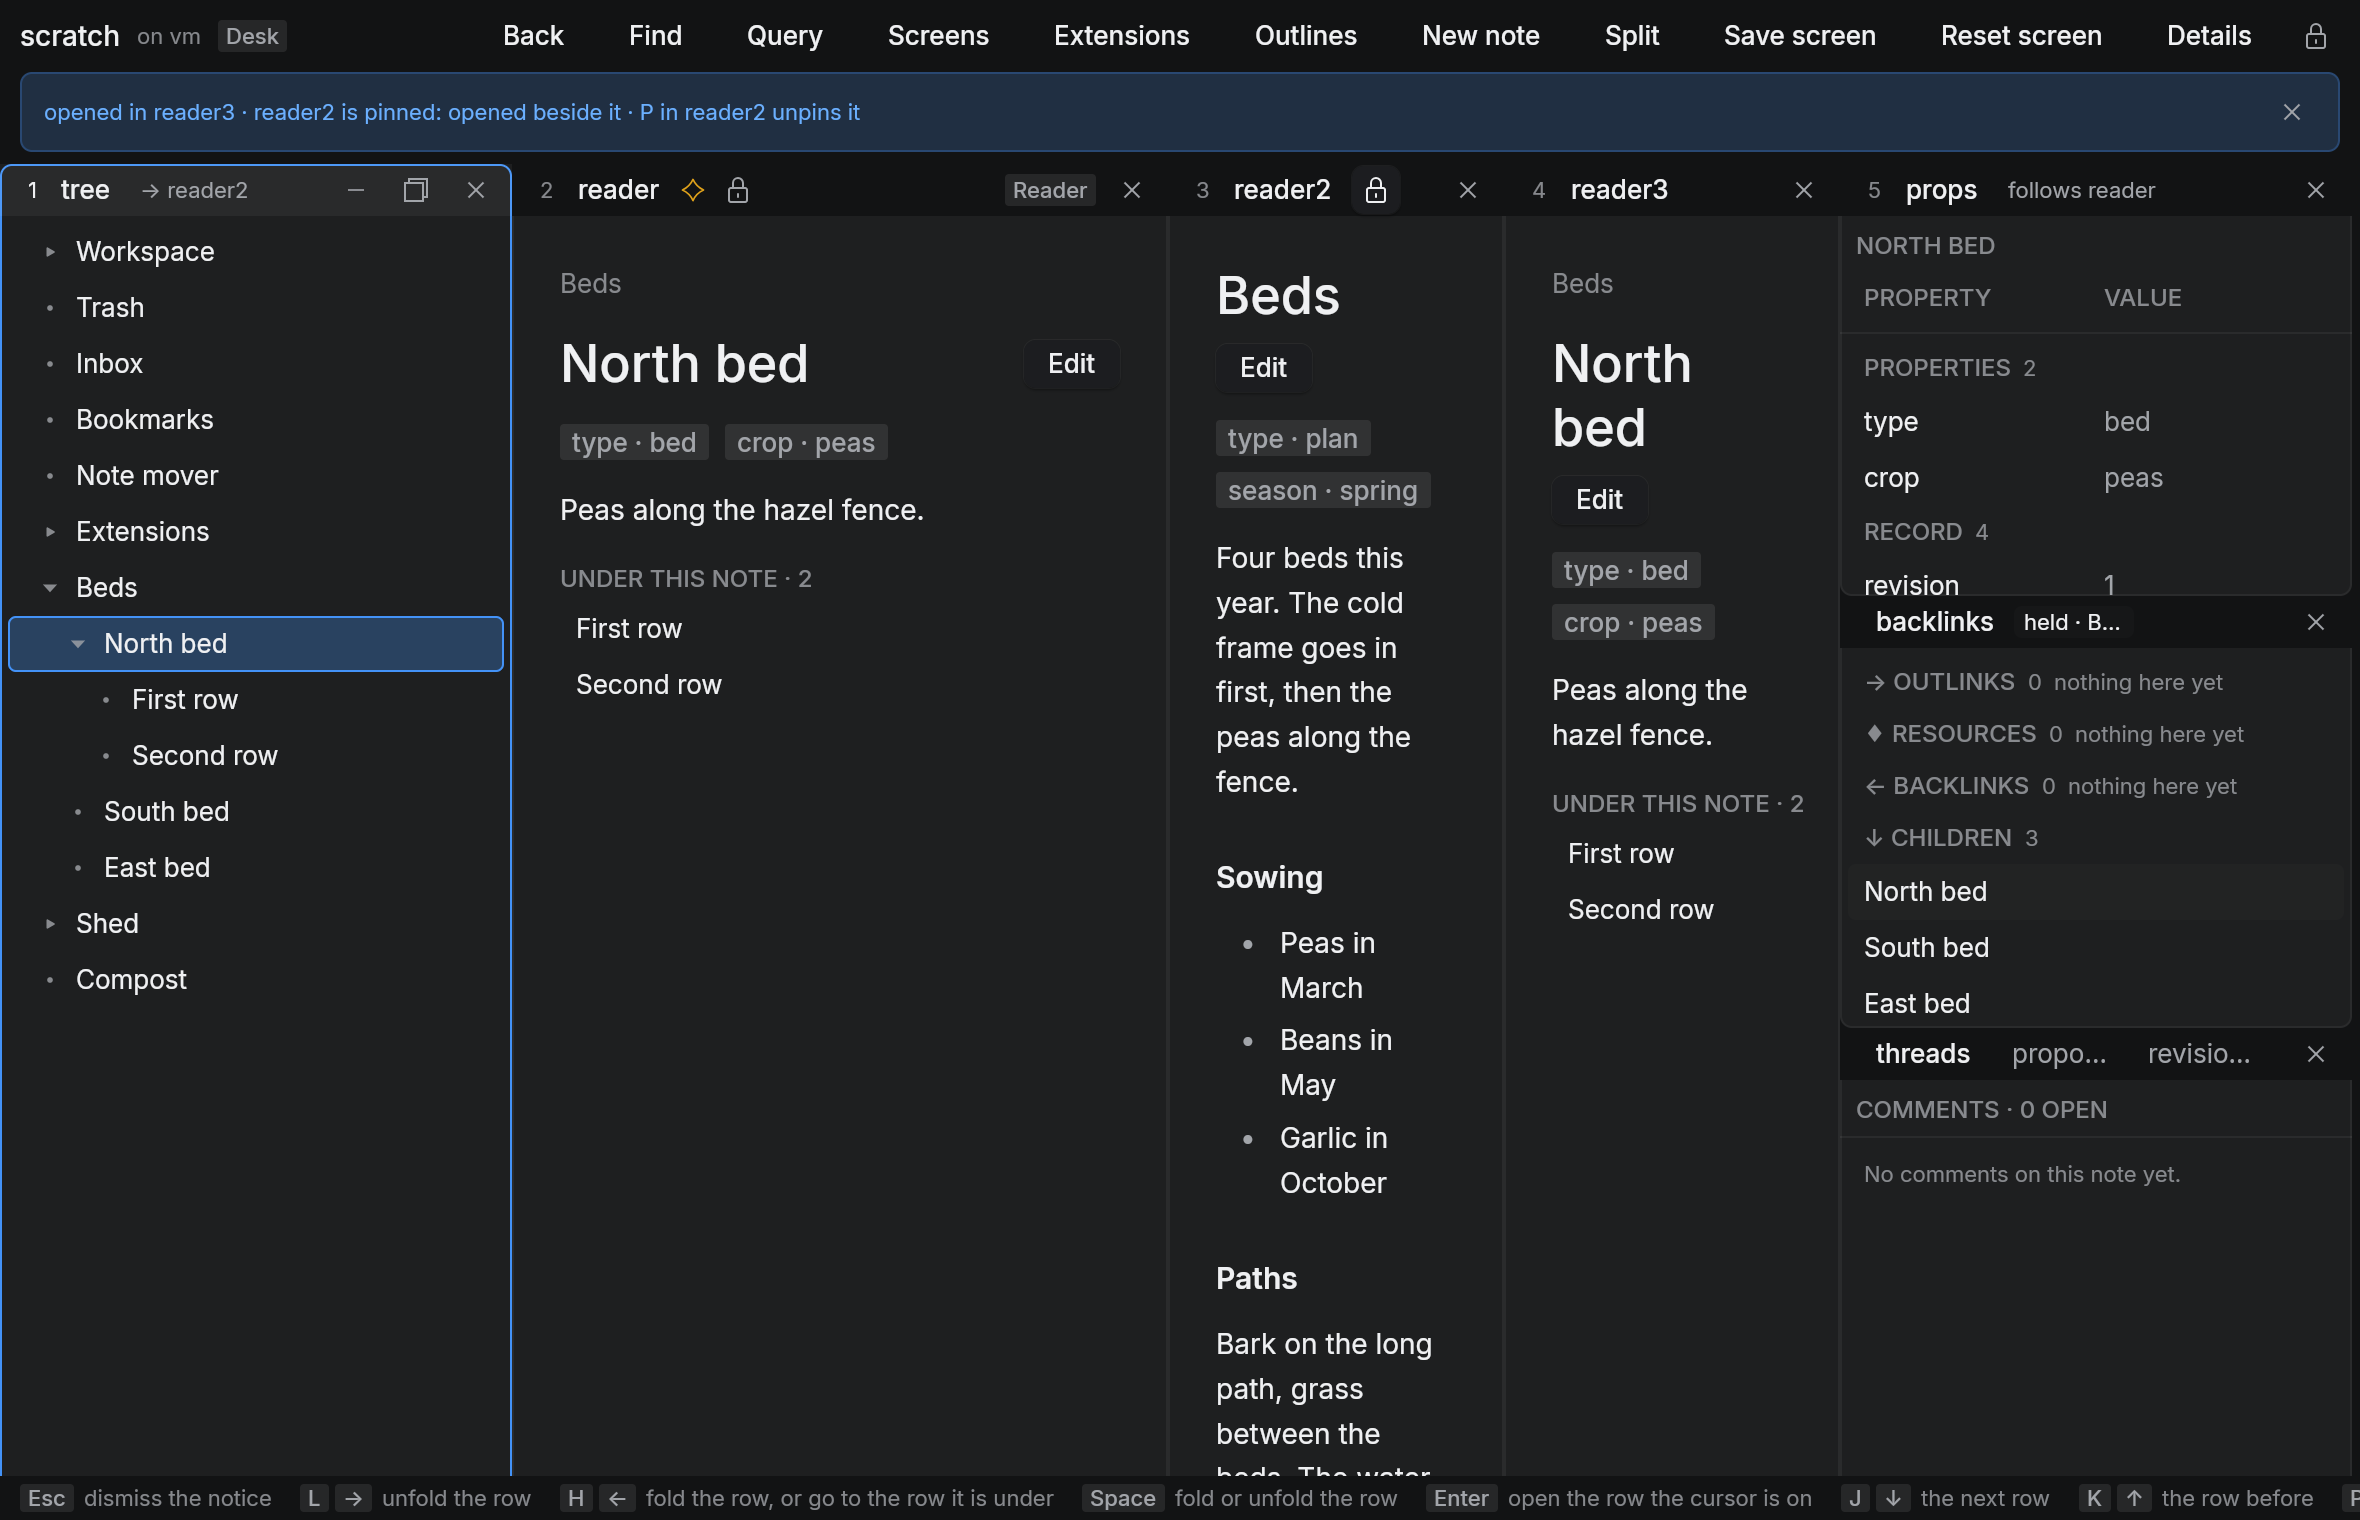 scratch on vm Desk Back Find Query Screens Extensions Outlines New note Split Save screen Reset screen Details
opened in reader3 · reader2 is pinned: opened beside it · P in reader2 unpins it
1 tree → reader2
Workspace
Trash
Inbox
Bookmarks
Note mover
Extensions
Beds
North bed
First row
Second row
South bed
East bed
Shed
Compost
2 reader Reader
Beds
North bed Edit
type · bed crop · peas
Peas along the hazel fence.
UNDER THIS NOTE · 2
First row
Second row
3 reader2
Beds
Edit
type · plan
season · spring
Four beds this
year. The cold
frame goes in
first, then the
peas along the
fence.
Sowing
• Peas in
March
• Beans in
May
• Garlic in
October
Paths
Bark on the long
path, grass
between the
beds. The water
4 reader3
Beds
North
bed
Edit
type · bed
crop · peas
Peas along the
hazel fence.
UNDER THIS NOTE · 2
First row
Second row
5 props follows reader
NORTH BED
PROPERTY VALUE
PROPERTIES 2
type bed
crop peas
RECORD 4
revision 1
backlinks held · B...
→ OUTLINKS 0 nothing here yet
♦ RESOURCES 0 nothing here yet
← BACKLINKS 0 nothing here yet
↓ CHILDREN 3
North bed
South bed
East bed
threads propo... revisio...
COMMENTS · 0 OPEN
No comments on this note yet.
Esc dismiss the notice L → unfold the row H ← fold the row, or go to the row it is under Space fold or unfold the row Enter open the row the cursor is on J ↓ the next row K ↑ the row before P